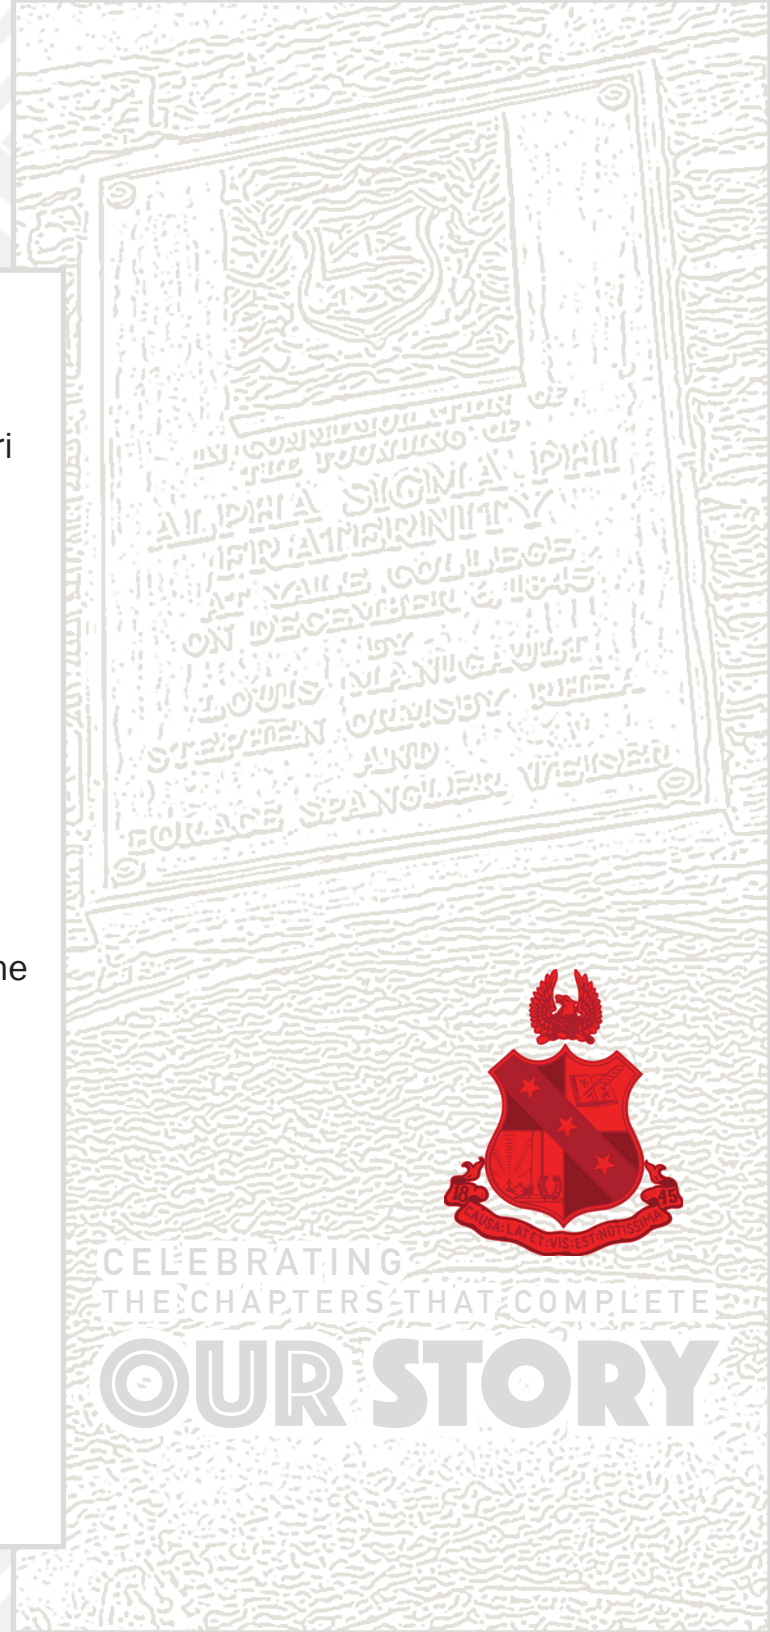 IN COMMEMORATION OF
THE FOUNDING OF
ALPHA SIGMA PHI
FRATERNITY
AT YALE COLLEGE
ON DECEMBER 6, 1845
BY
LOUIS MANIGAULT
STEPHEN ORMSBY RHEA
AND
HORACE SPANGLER WEISER
ri
ne
18 45
CAUSA:LATET:VIS:EST:NOTISSIMA
CELEBRATING
THE CHAPTERS THAT COMPLETE
OUR STORY